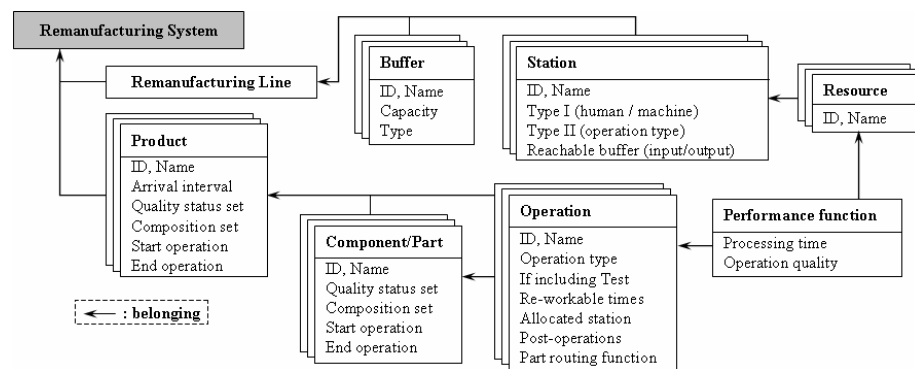 Remanufacturing System
Remanufacturing Line
Buffer
ID, Name
Capacity
Type
Station
ID, Name
Type I (human / machine)
Type II (operation type)
Reachable buffer (input/output)
Resource
ID, Name
Product
ID, Name
Arrival interval
Quality status set
Composition set
Start operation
End operation
Component/Part
ID, Name
Quality status set
Composition set
Start operation
End operation
Operation
ID, Name
Operation type
If including Test
Re-workable times
Allocated station
Post-operations
Part routing function
Performance function
Processing time
Operation quality
: belonging